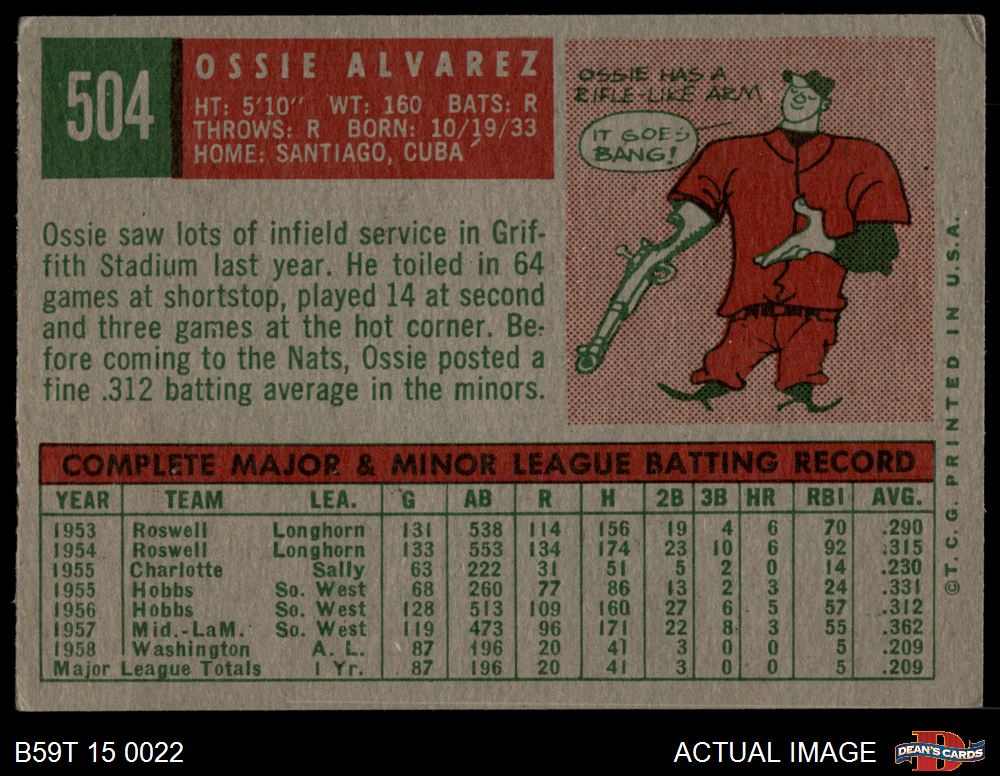 504
OSSIE ALVAREZ
HT: 5'10" WT: 160 BATS: R
THROWS: R BORN: 10/19/33
HOME: SANTIAGO, CUBA
OSSIE HAS A
RIFLE-LIKE ARM
IT GOES
BANG!
Ossie saw lots of infield service in Grif-
fith Stadium last year. He toiled in 64
games at shortstop, played 14 at second
and three games at the hot corner. Be-
fore coming to the Nats, Ossie posted a
fine .312 batting average in the minors.
COMPLETE MAJOR & MINOR LEAGUE BATTING RECORD
YEAR TEAM LEA. G AB R H 2B 3B HR RBI AVG.
1953 Roswell Longhorn 131 538 114 156 19 4 6 70 .290
1954 Roswell Longhorn 133 553 134 174 23 10 6 92 .315
1955 Charlotte Sally 63 222 31 51 5 2 0 14 .230
1955 Hobbs So. West 68 260 77 86 13 2 3 24 .331
1956 Hobbs So. West 128 513 109 160 27 6 5 57 .312
1957 Mid.-LaM. So. West 119 473 96 171 22 8 3 55 .362
1958 Washington A. L. 87 196 20 41 3 0 0 5 .209
Major League Totals 1 Yr. 87 196 20 41 3 0 0 5 .209
©T. C. G. PRINTED IN U.S.A.
B59T 15 0022
ACTUAL IMAGE
D
DEAN'S CARDS